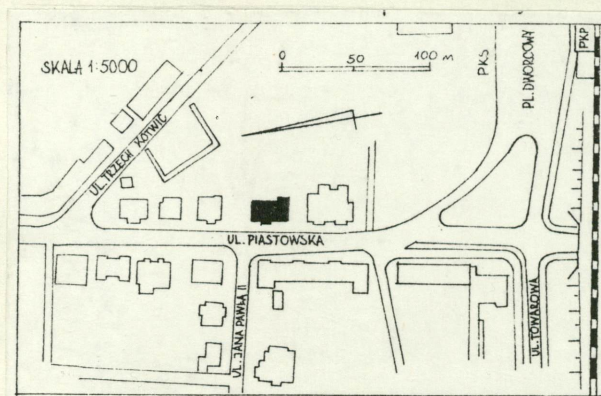 SKALA 1:5000
0 50 100 m
PKS
PL. DWORCOWY
PKP
UL. TRZECH KOTWIC
UL. PIASTOWSKA
UL. JANA PAWŁA II
UL. TOWAROWA